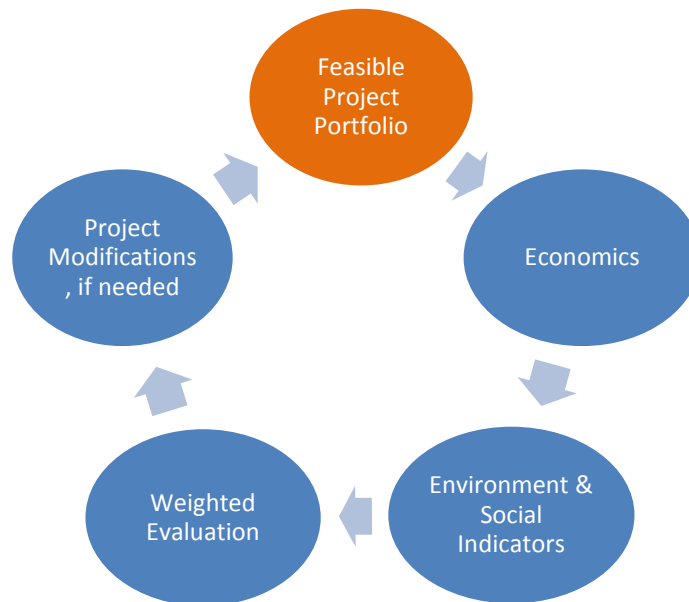 Feasible
Project
Portfolio
Economics
Environment &
Social
Indicators
Weighted
Evaluation
Project
Modifications
, if needed